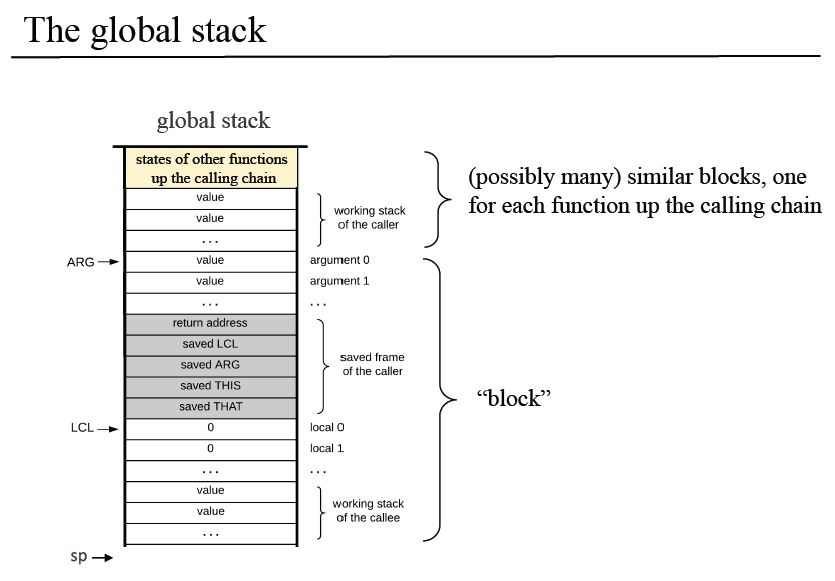 The global stack
global stack
states of other functions
up the calling chain
value
value
...
working stack
of the caller
(possibly many) similar blocks, one
for each function up the calling chain
ARG
value
argument 0
value
argument 1
...
...
return address
saved LCL
saved ARG
saved THIS
saved THAT
saved frame
of the caller
"block"
LCL
0
local 0
0
local 1
...
...
value
value
...
working stack
of the callee
sp